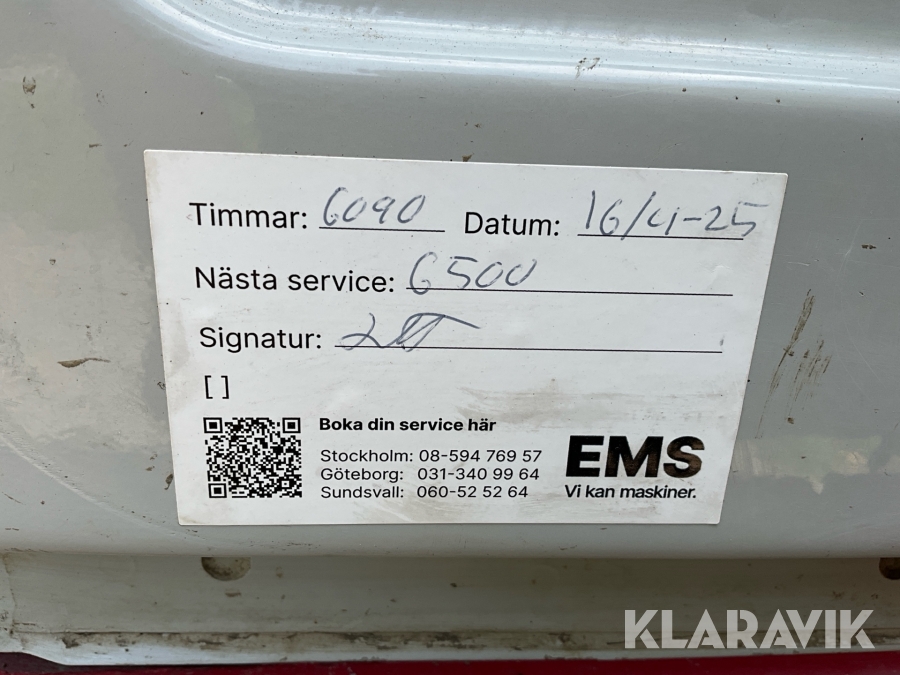 Timmar: 6090 Datum: 16/4-25
Nästa service: 6500
Signatur:
[ ]
Boka din service här
Stockholm: 08-594 769 57
Göteborg: 031-340 99 64
Sundsvall: 060-52 52 64
EMS
Vi kan maskiner.
KLARAVIK